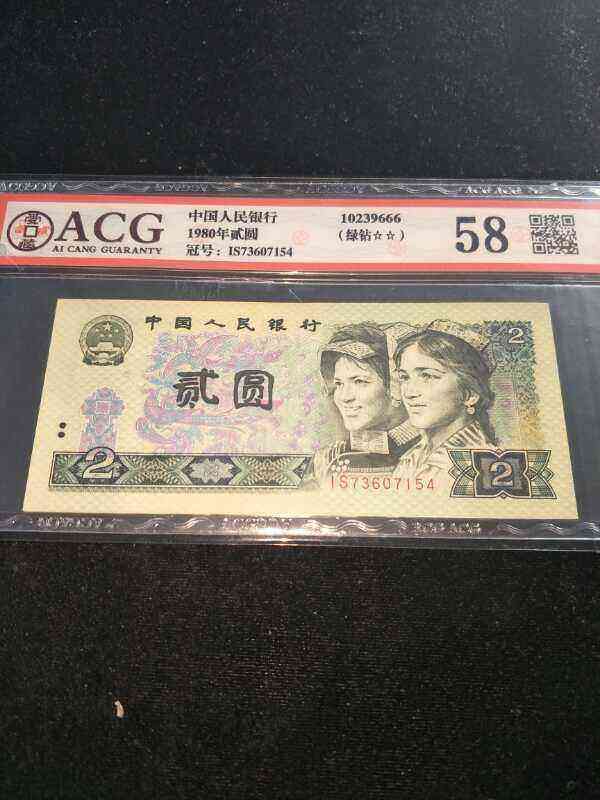 ACG
AI CANG GUARANTY
中国人民银行
1980年贰圆
冠号：IS73607154
10239666
（绿钻☆☆）
58
中国人民银行
2
贰圆
2
IS73607154
2